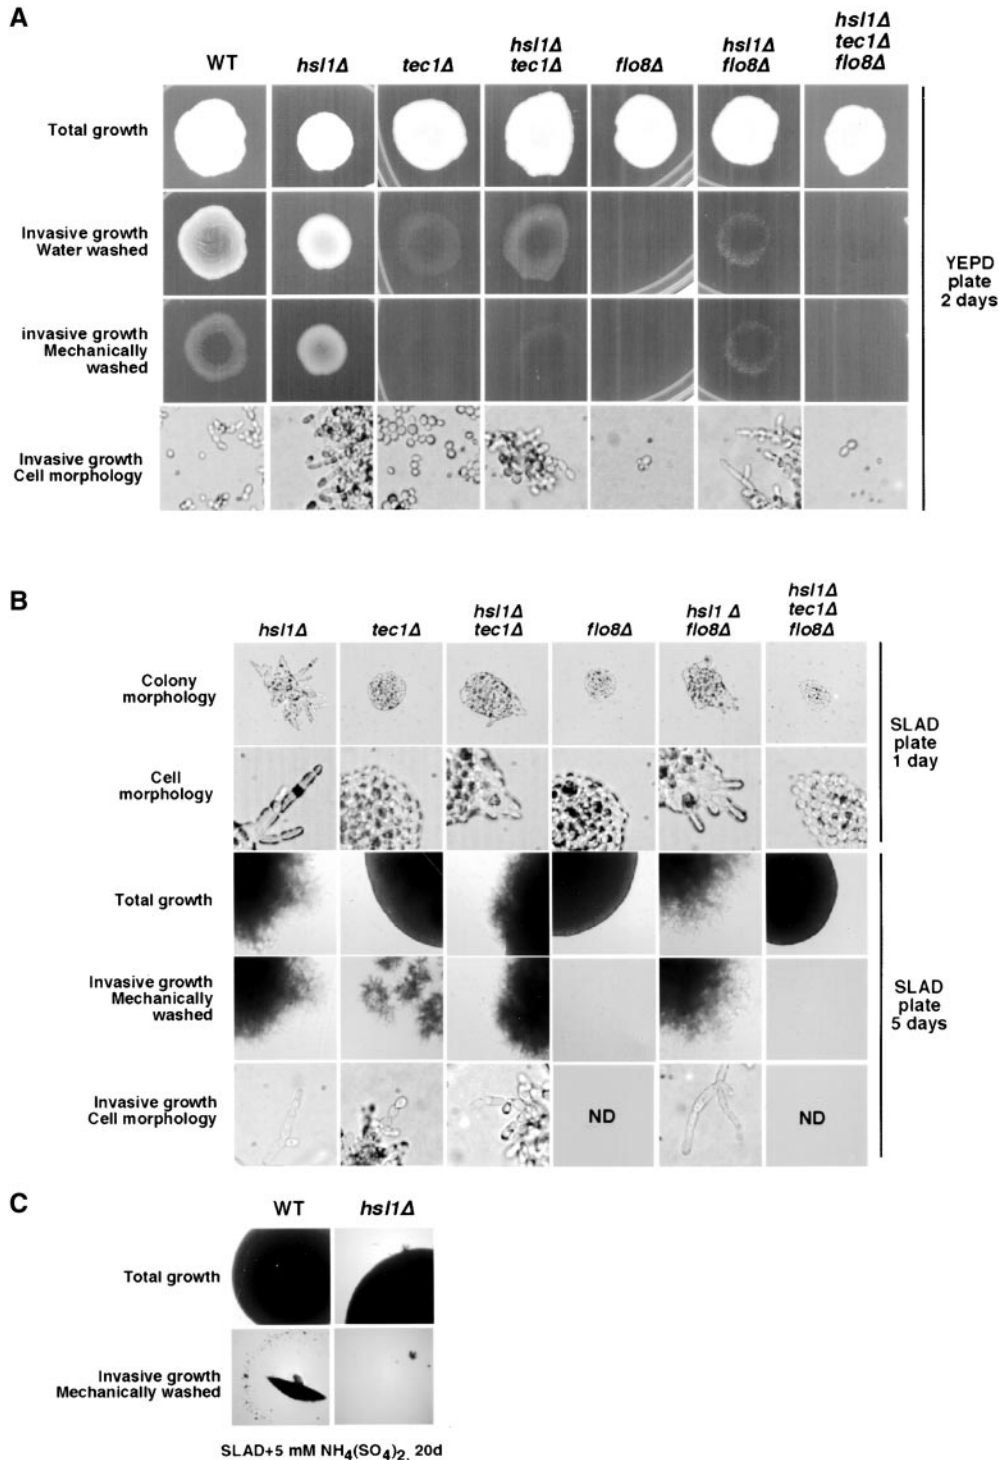 A
WT
hsl1Δ
tec1Δ
hsl1Δ
tec1Δ
flo8Δ
hsl1Δ
flo8Δ
hsl1Δ
tec1Δ
flo8Δ
Total growth
Invasive growth
Water washed
invasive growth
Mechanically
washed
Invasive growth
Cell morphology
YEPD
plate
2 days
B
hsl1Δ
tec1Δ
hsl1Δ
tec1Δ
flo8Δ
hsl1 Δ
flo8Δ
hsl1Δ
tec1Δ
flo8Δ
Colony
morphology
Cell
morphology
SLAD
plate
1 day
Total growth
Invasive growth
Mechanically
washed
Invasive growth
Cell morphology
ND
ND
SLAD
plate
5 days
C
WT
hsl1Δ
Total growth
Invasive growth
Mechanically washed
SLAD+5 mM NH4(SO4)2, 20d